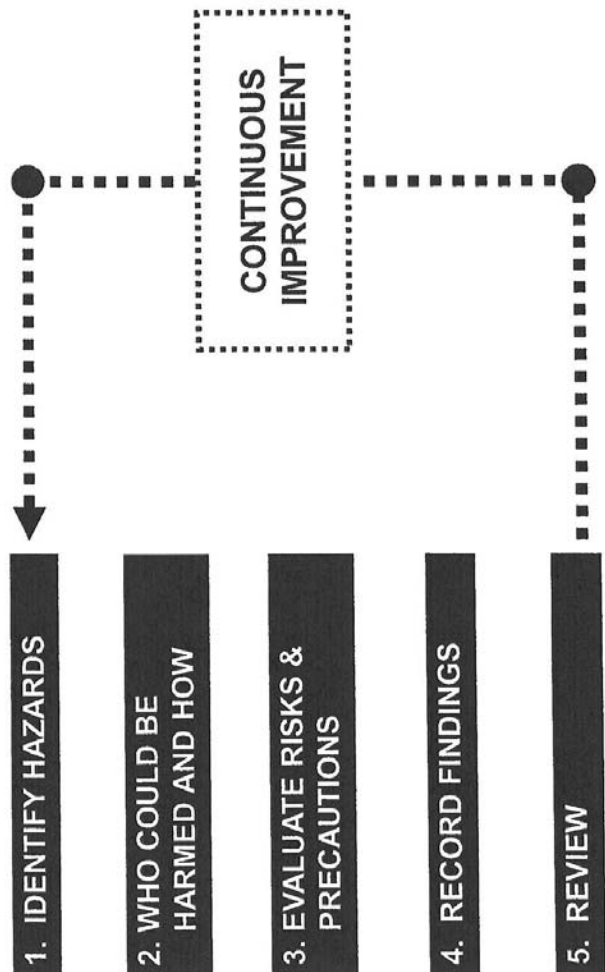 1. IDENTIFY HAZARDS
2. WHO COULD BE
HARMED AND HOW
3. EVALUATE RISKS &
PRECAUTIONS
4. RECORD FINDINGS
5. REVIEW
CONTINUOUS
IMPROVEMENT